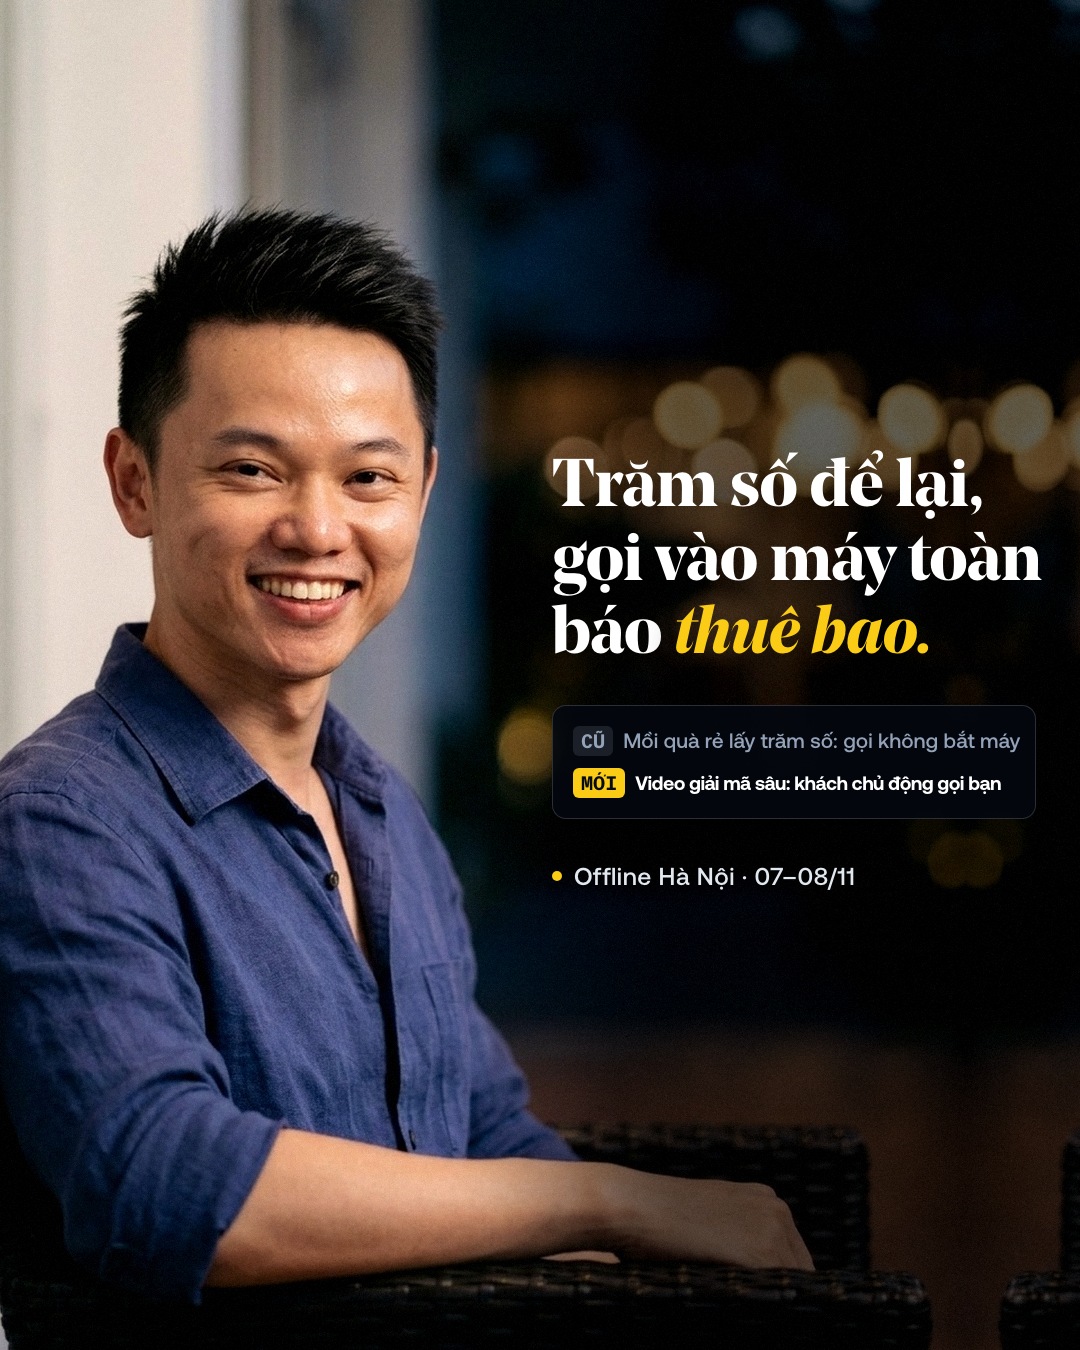 Trăm số để lại,
gọi vào máy toàn
báo thuê bao.
CŨ Mồi quà rẻ lấy trăm số: gọi không bắt máy
MỚI Video giải mã sâu: khách chủ động gọi bạn
Offline Hà Nội · 07–08/11